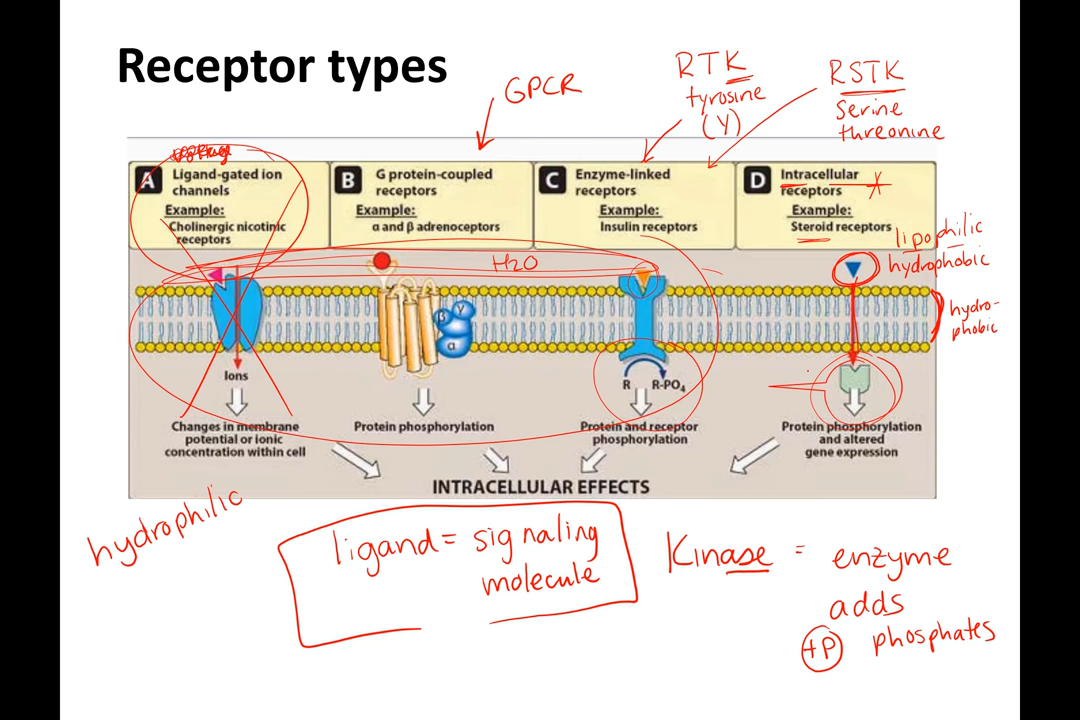 Receptor types
GPCR
RTK
tyrosine
(Y)
RSTK
Serine
threonine
A
Ligand-gated ion
channels
Example:
Cholinergic nicotinic
receptors
B
G protein-coupled
receptors
Example:
α and β adrenoceptors
C
Enzyme-linked
receptors
Example:
Insulin receptors
D
Intracellular
receptors
Example:
Steroid receptors
lipophilic
hydrophobic
H2O
hydro-
phobic
β
γ
α
Ions
R R-PO4
Changes in membrane
potential or ionic
concentration within cell
Protein phosphorylation
Protein and receptor
phosphorylation
Protein phosphorylation
and altered
gene expression
INTRACELLULAR EFFECTS
hydrophilic
ligand = signaling
molecule
Kinase = enzyme
adds
+P phosphates